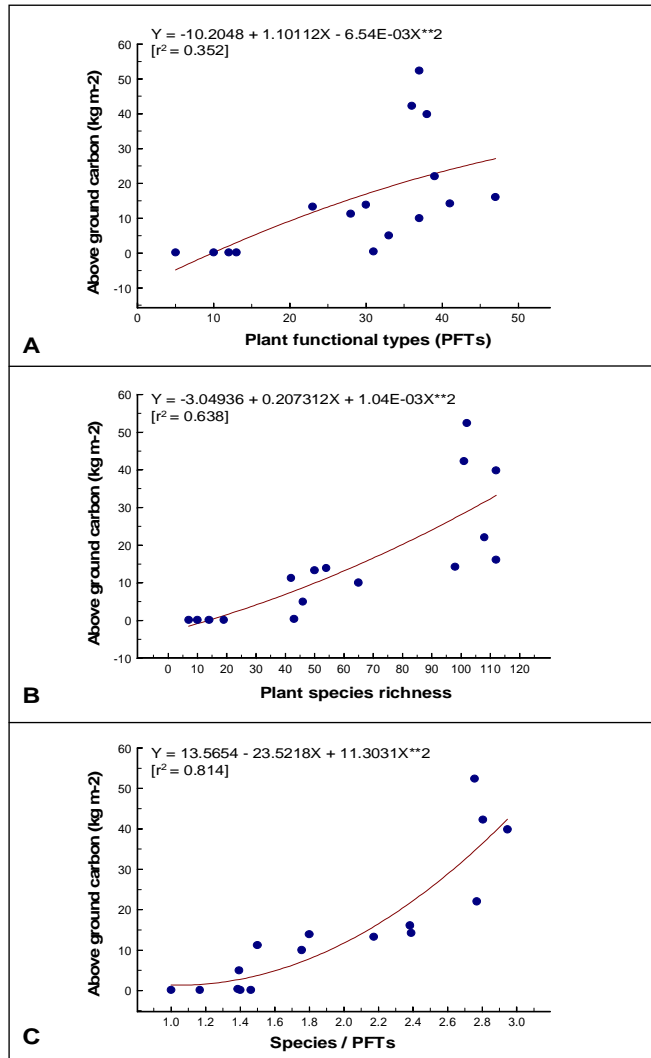 Y = -10.2048 + 1.10112X - 6.54E-03X**2
[r² = 0.352]
60
50
40
30
20
10
0
-10
Above ground carbon (kg m-2)
0 10 20 30 40 50
Plant functional types (PFTs)
A
Y = -3.04936 + 0.207312X + 1.04E-03X**2
[r² = 0.638]
60
50
40
30
20
10
0
-10
Above ground carbon (kg m-2)
0 10 20 30 40 50 60 70 80 90 100 110 120
Plant species richness
B
Y = 13.5654 - 23.5218X + 11.3031X**2
[r² = 0.814]
60
50
40
30
20
10
0
Above ground carbon (kg m-2)
1.0 1.2 1.4 1.6 1.8 2.0 2.2 2.4 2.6 2.8 3.0
Species / PFTs
C